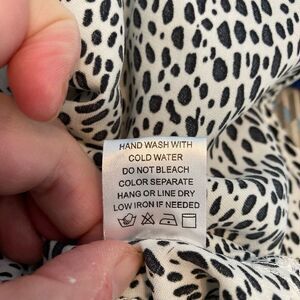 HAND WASH WITH
COLD WATER
DO NOT BLEACH
COLOR SEPARATE
HANG OR LINE DRY
LOW IRON IF NEEDED